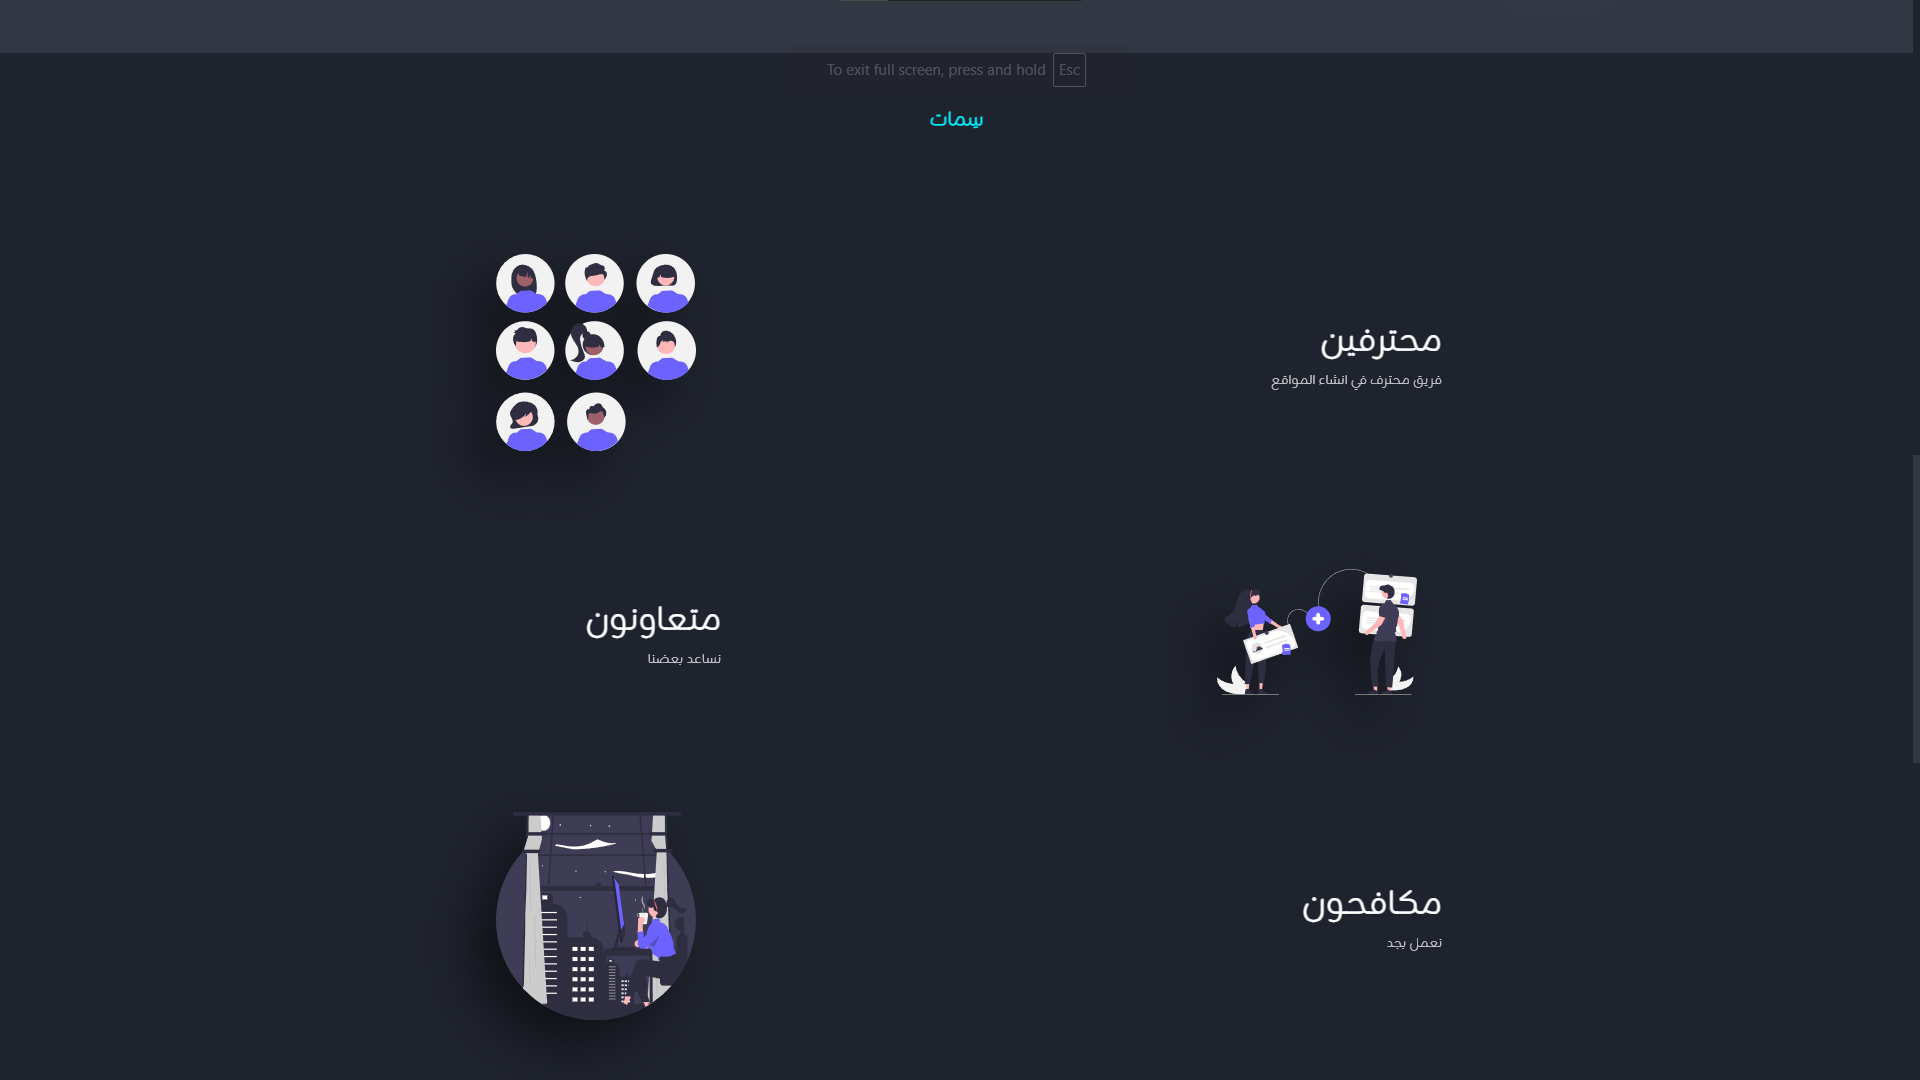 To exit full screen, press and hold Esc
سمات
محترفين
فريق محترف في انشاء المواقع
متعاونون
نساعد بعضنا
مكافحون
نعمل بجد